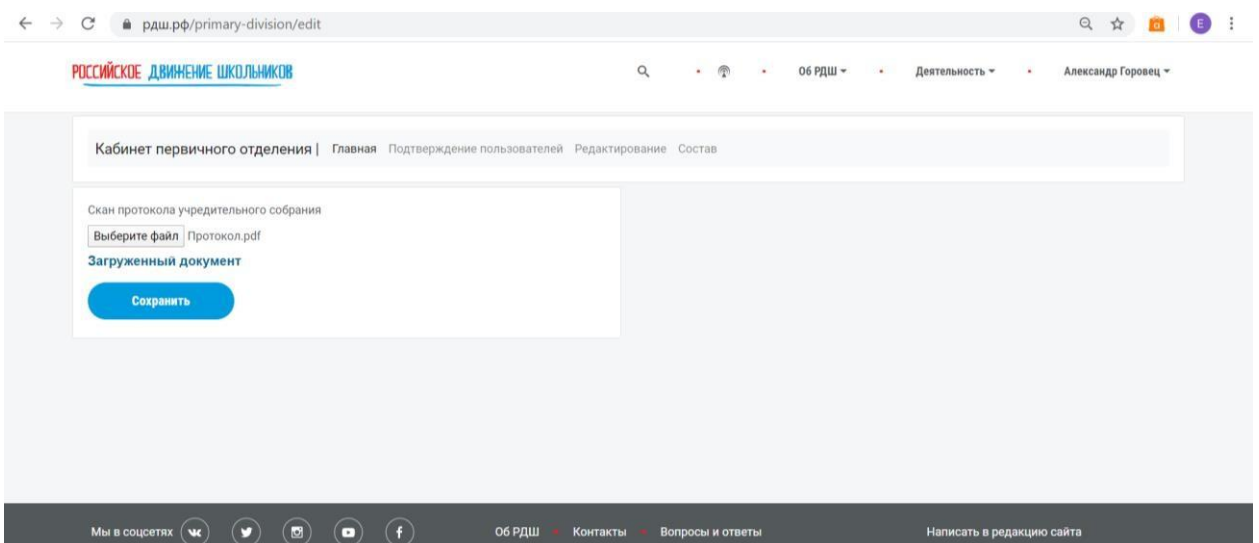 рдш.рф/primary-division/edit
E
РОССИЙСКОЕ ДВИЖЕНИЕ ШКОЛЬНИКОВ
Об РДШ
Деятельность
Александр Горовец
Кабинет первичного отделения | Главная Подтверждение пользователей Редактирование Состав
Скан протокола учредительного собрания
Выберите файл Протокол.pdf
Загруженный документ
Сохранить
Мы в соцсетях
Об РДШ
Контакты
Вопросы и ответы
Написать в редакцию сайта